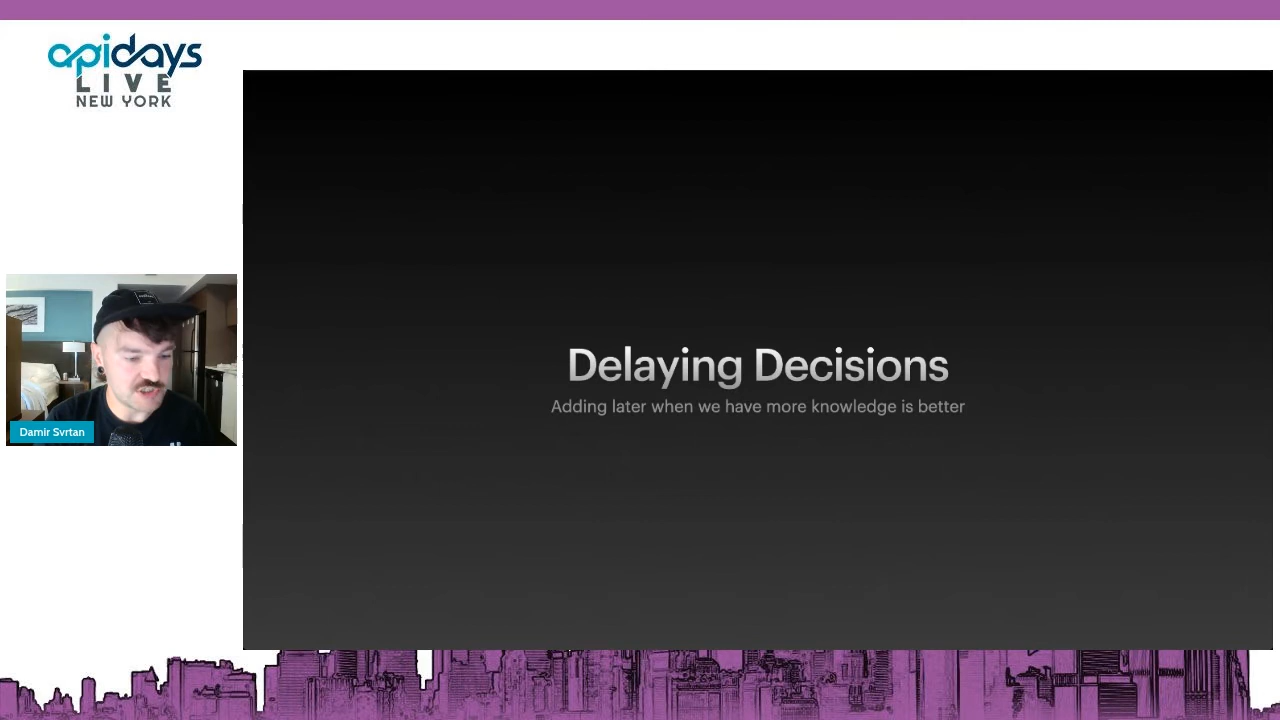 apidays
LIVE
NEW YORK
Delaying Decisions
Adding later when we have more knowledge is better
Damir Svrtan